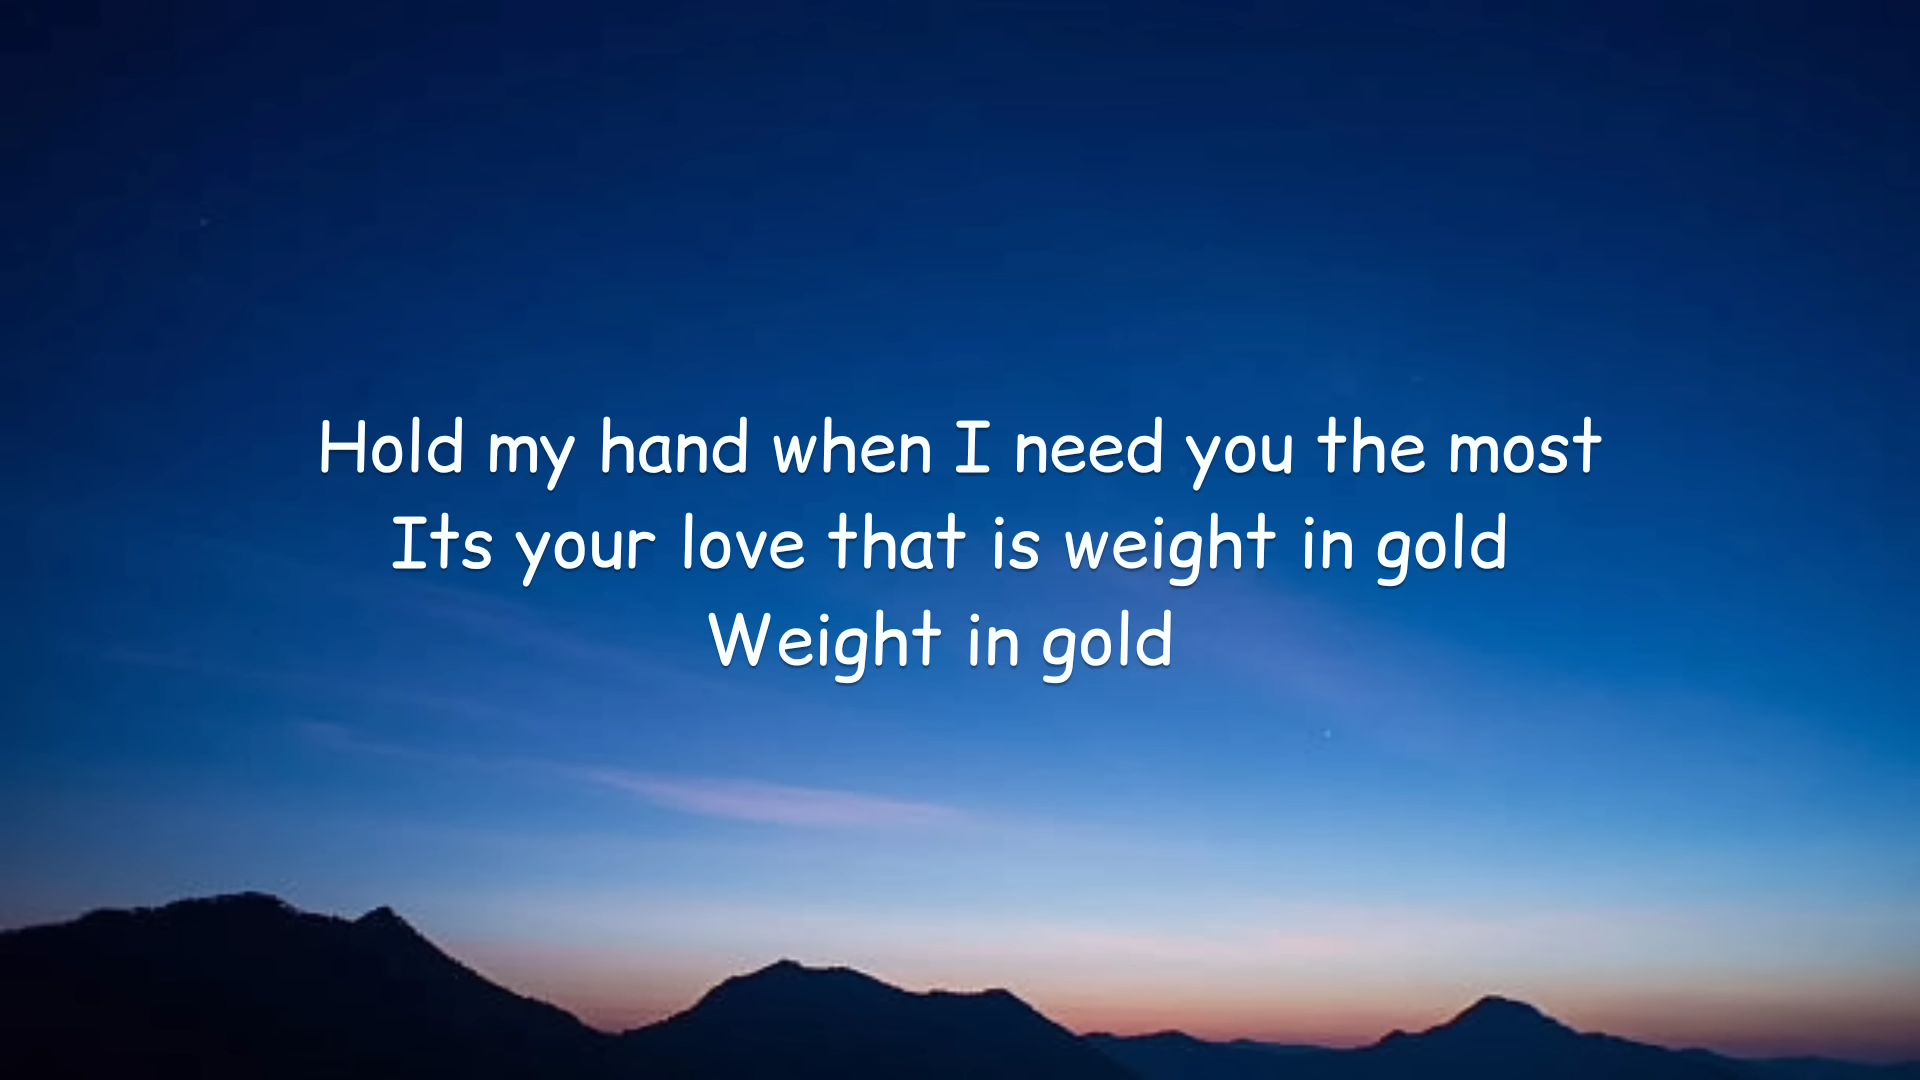 Hold my hand when I need you the most
Its your love that is weight in gold
Weight in gold